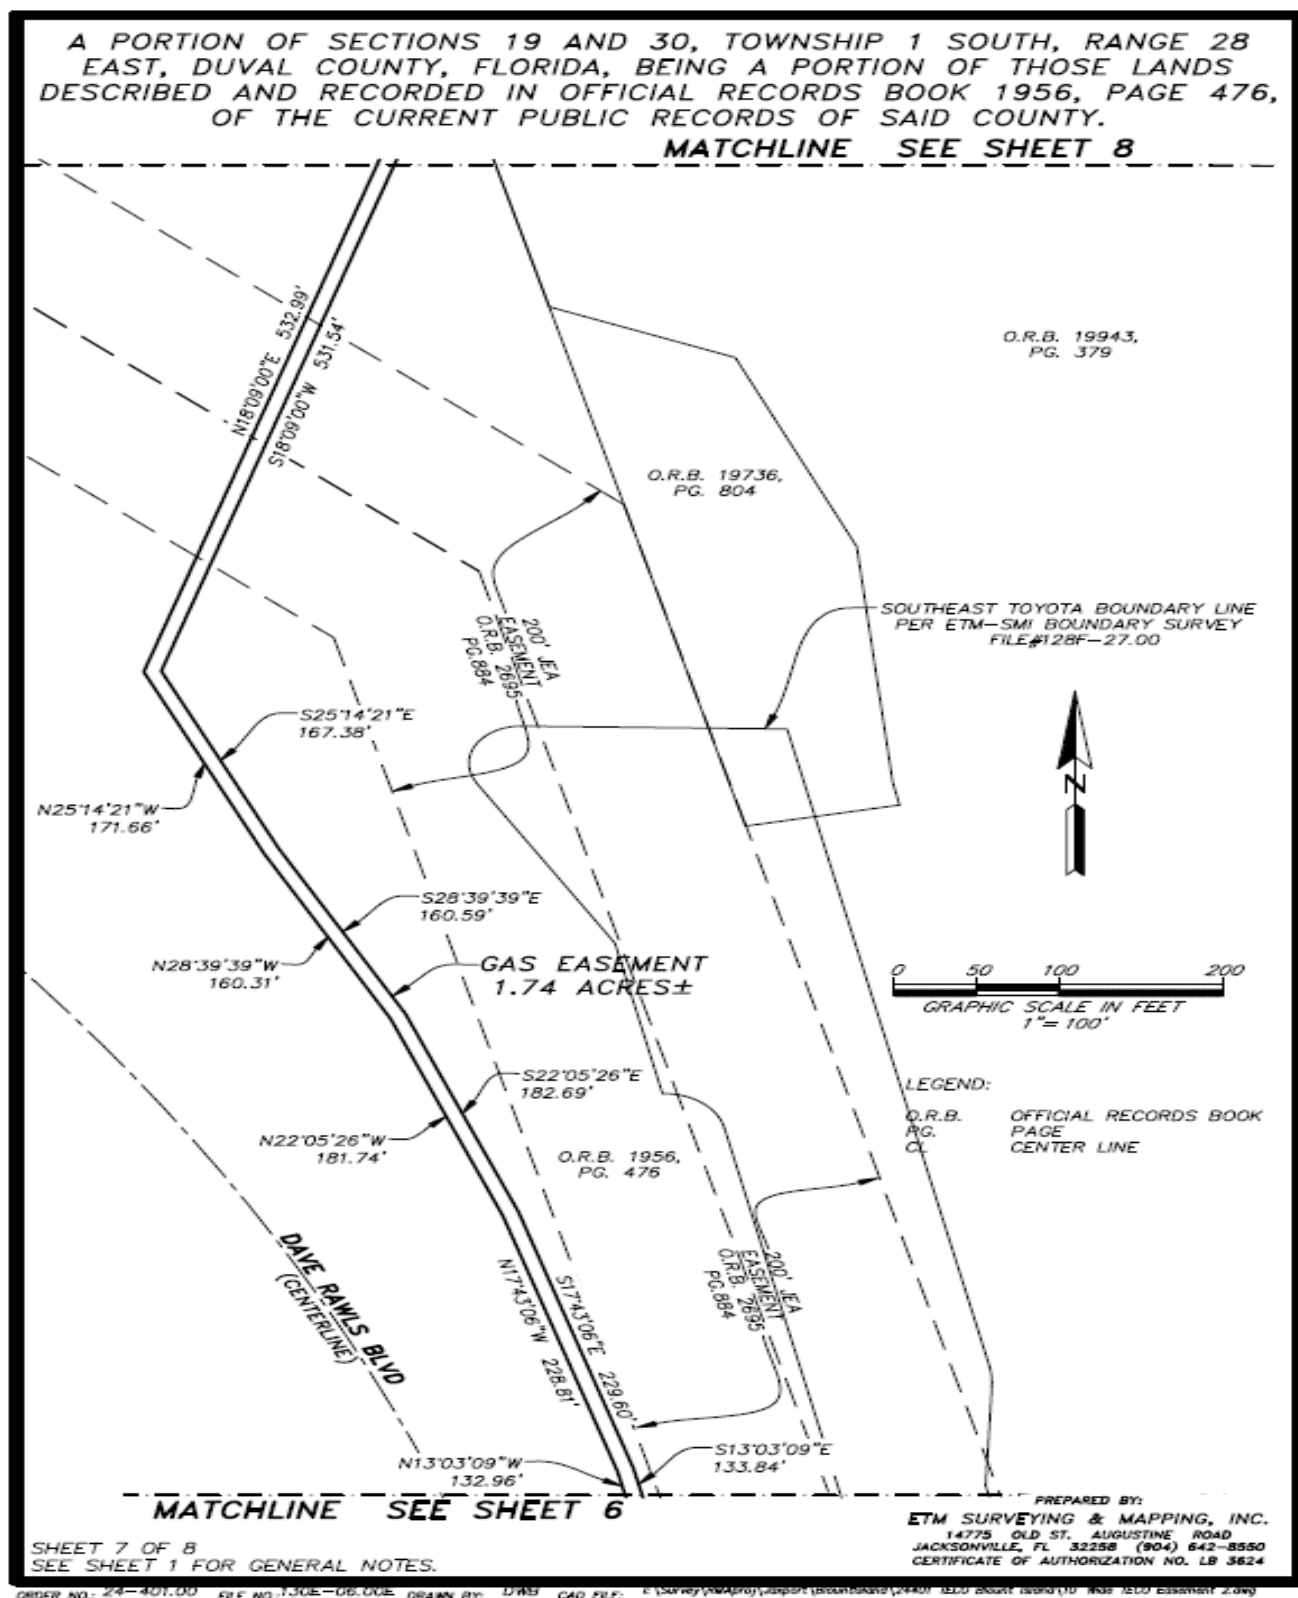 A PORTION OF SECTIONS 19 AND 30, TOWNSHIP 1 SOUTH, RANGE 28
EAST, DUVAL COUNTY, FLORIDA, BEING A PORTION OF THOSE LANDS
DESCRIBED AND RECORDED IN OFFICIAL RECORDS BOOK 1956, PAGE 476,
OF THE CURRENT PUBLIC RECORDS OF SAID COUNTY.
MATCHLINE SEE SHEET 8
N18°09'00"E 532.99'
S18°09'00"W 531.54'
O.R.B. 19943,
PG. 379
O.R.B. 19736,
PG. 804
200' JEA
EASEMENT
O.R.B. 2695
PG.884
SOUTHEAST TOYOTA BOUNDARY LINE
PER ETM-SMI BOUNDARY SURVEY
FILE#128F-27.00
S25°14'21"E
167.38'
N25°14'21"W
171.66'
N
S28°39'39"E
160.59'
N28°39'39"W
160.31'
GAS EASEMENT
1.74 ACRES±
0 50 100 200
GRAPHIC SCALE IN FEET
1"=100'
S22°05'26"E
182.69'
N22°05'26"W
181.74'
LEGEND:
O.R.B. OFFICIAL RECORDS BOOK
PG. PAGE
CL CENTER LINE
O.R.B. 1956,
PG. 476
DAVE RAWLS BLVD
(CENTERLINE)
N17°43'06"W 228.81'
S17°43'06"E 229.60'
200' JEA
EASEMENT
O.R.B. 2695
PG.884
N13°03'09"W
132.96'
S13°03'09"E
133.84'
MATCHLINE SEE SHEET 6
PREPARED BY:
ETM SURVEYING & MAPPING, INC.
14775 OLD ST. AUGUSTINE ROAD
JACKSONVILLE, FL 32258 (904) 642-8550
CERTIFICATE OF AUTHORIZATION NO. LB 3624
SHEET 7 OF 8
SEE SHEET 1 FOR GENERAL NOTES.
ORDER NO.: 24-401.00 FILE NO.: 130E-06.00E DRAWN BY: DWB CAD FILE: